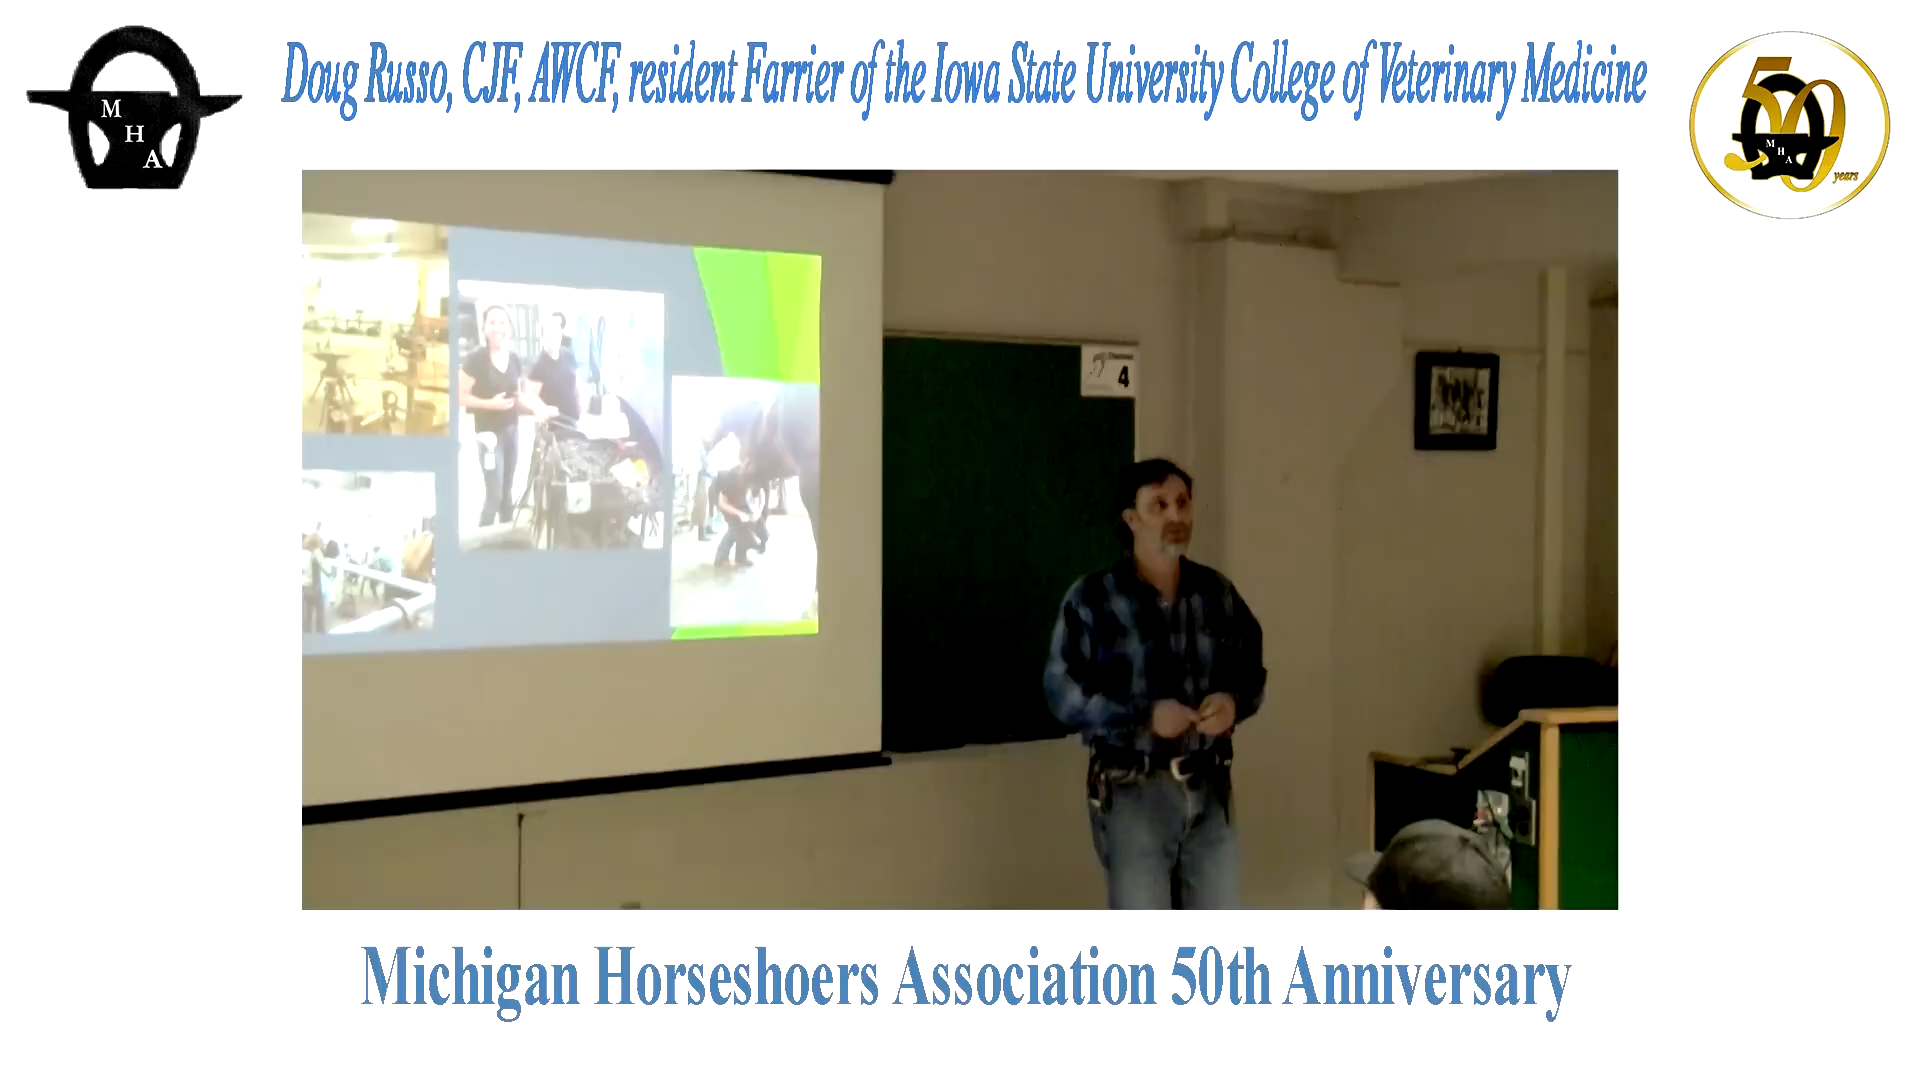 Doug Russo, CJF, AWCF, resident Farrier of the Iowa State University College of Veterinary Medicine
M
H
A
50
M
H
A
years
4
Michigan Horseshoers Association 50th Anniversary